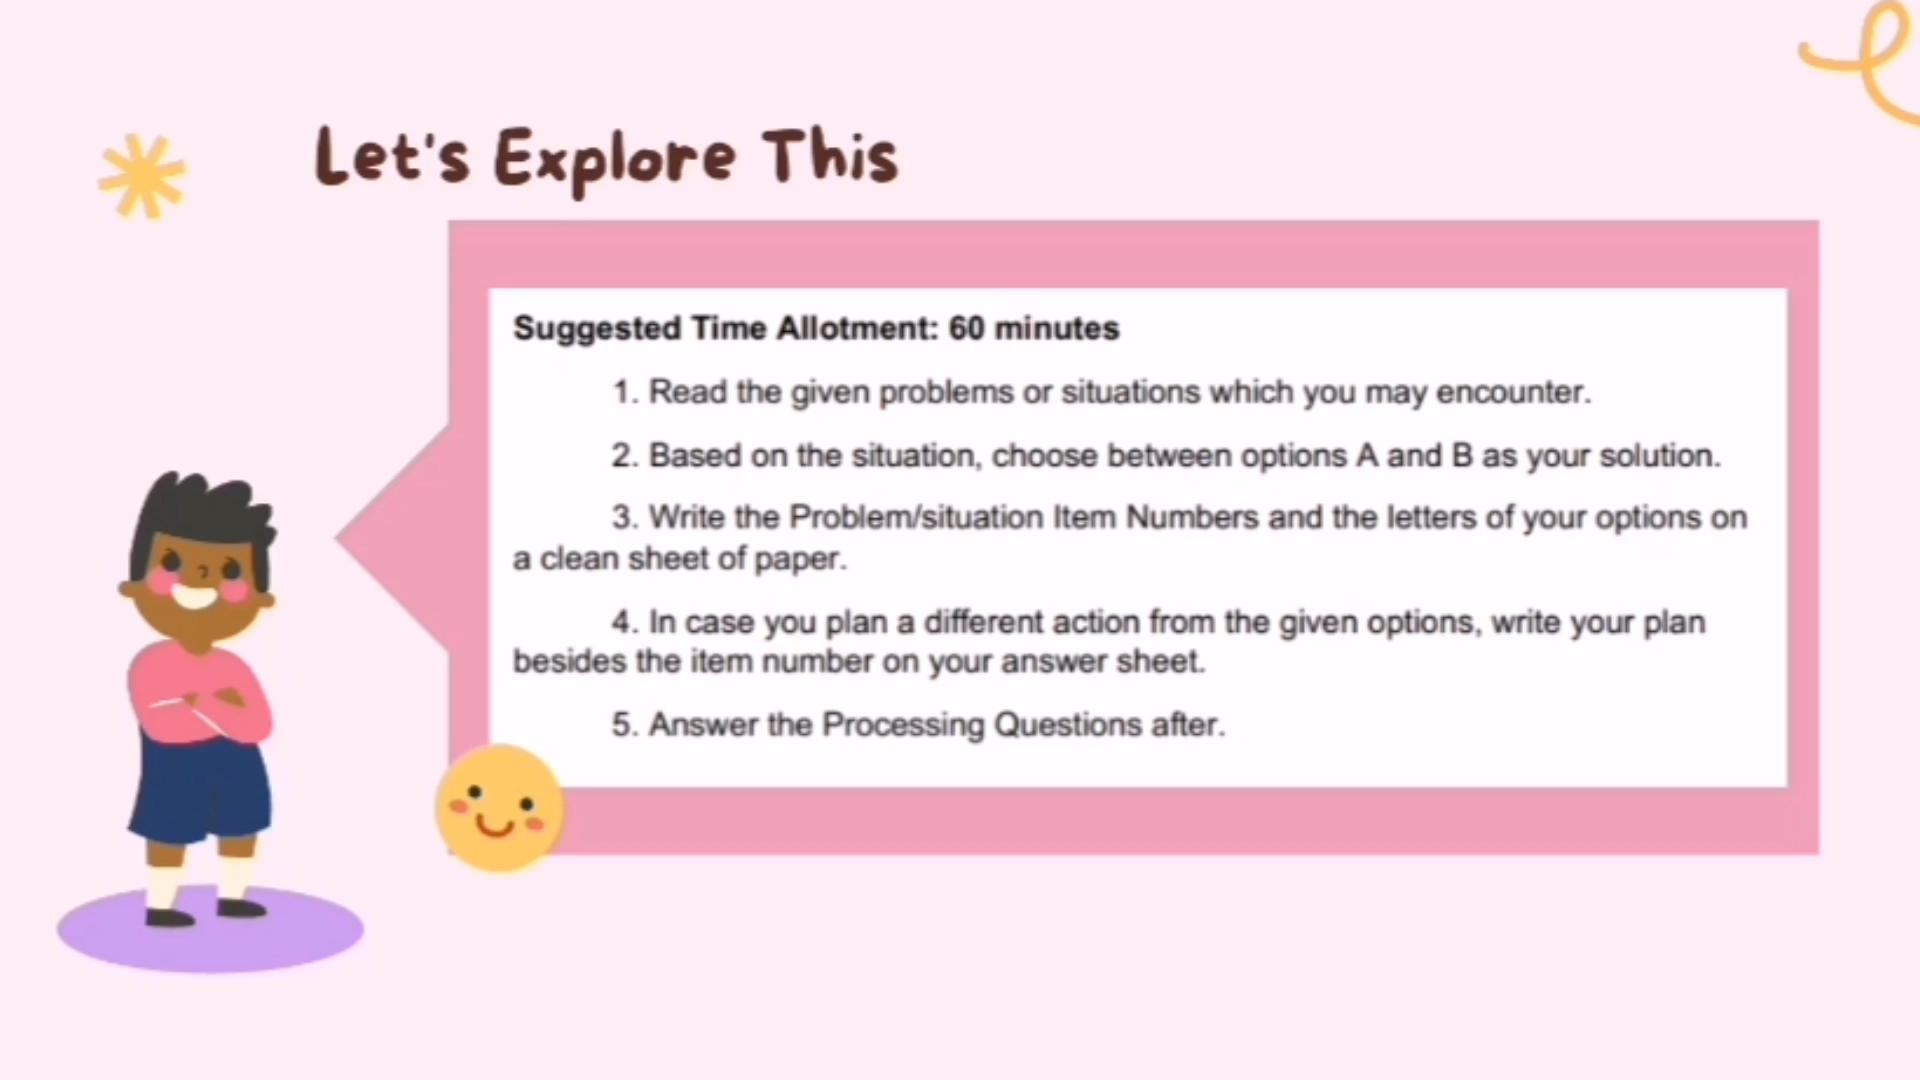 Let's Explore This
Suggested Time Allotment: 60 minutes
1. Read the given problems or situations which you may encounter.
2. Based on the situation, choose between options A and B as your solution.
3. Write the Problem/situation Item Numbers and the letters of your options on
a clean sheet of paper.
4. In case you plan a different action from the given options, write your plan
besides the item number on your answer sheet.
5. Answer the Processing Questions after.